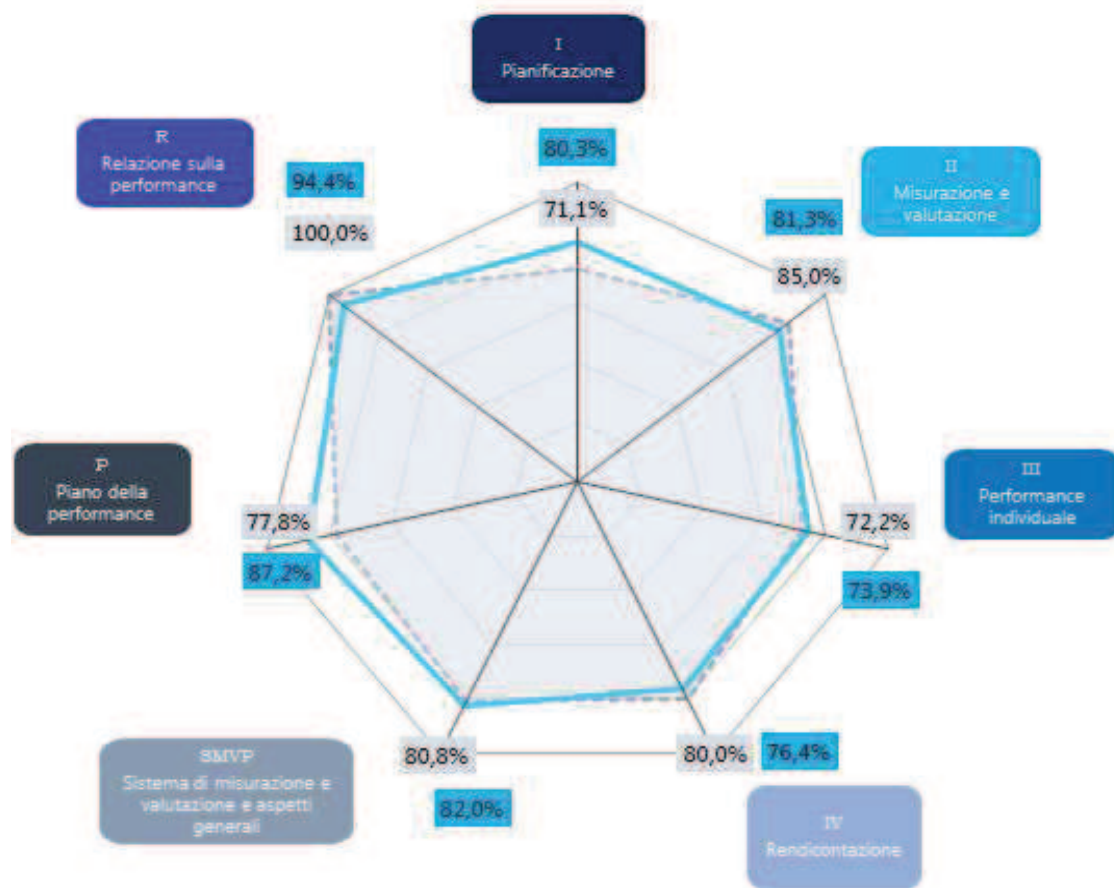 I
Pianificazione
80,3%
71,1%
II
Misurazione e
valutazione
81,3%
85,0%
III
Performance
individuale
72,2%
73,9%
IV
Rendicontazione
76,4%
80,0%
SMVP
Sistema di misurazione e
valutazione e aspetti
generali
80,8%
82,0%
P
Piano della
performance
77,8%
87,2%
R
Relazione sulla
performance
94,4%
100,0%